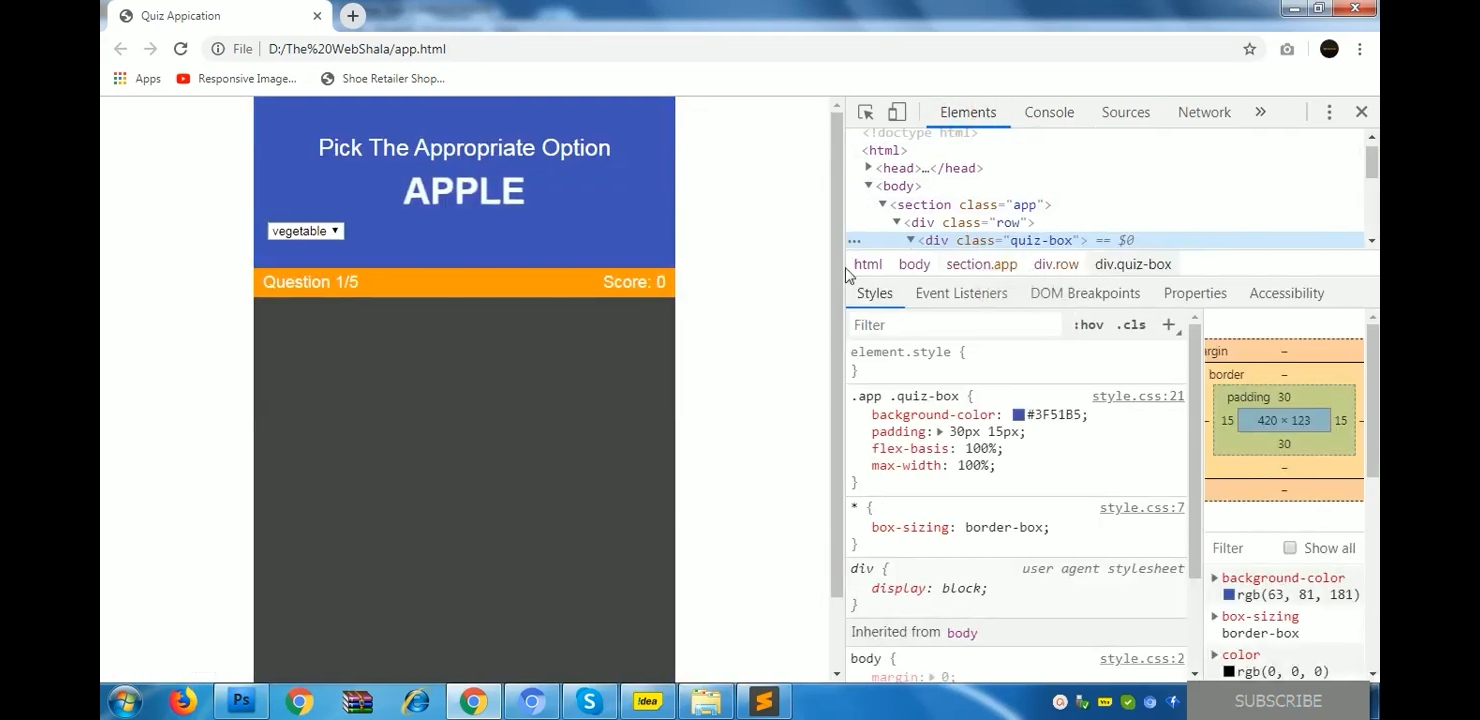 Quiz Appication
File D:/The%20WebShala/app.html
Apps Responsive Image... Shoe Retailer Shop...
Pick The Appropriate Option
APPLE
vegetable
Question 1/5 Score: 0
Elements Console Sources Network
<!doctype html>
<html>
<head>…</head>
<body>
<section class="app">
<div class="row">
<div class="quiz-box"> == $0
html body section.app div.row div.quiz-box
Styles Event Listeners DOM Breakpoints Properties Accessibility
Filter :hov .cls +
element.style {
}
.app .quiz-box { style.css:21
background-color: #3F51B5;
padding: 30px 15px;
flex-basis: 100%;
max-width: 100%;
}
* { style.css:7
box-sizing: border-box;
}
div { user agent stylesheet
display: block;
}
Inherited from body
body { style.css:2
margin: 0;
argin –
border –
padding 30
– 15 420 × 123 15 –
30
–
–
Filter Show all
background-color
rgb(63, 81, 181)
box-sizing
border-box
color
rgb(0, 0, 0)
Ps
!dea
SUBSCRIBE